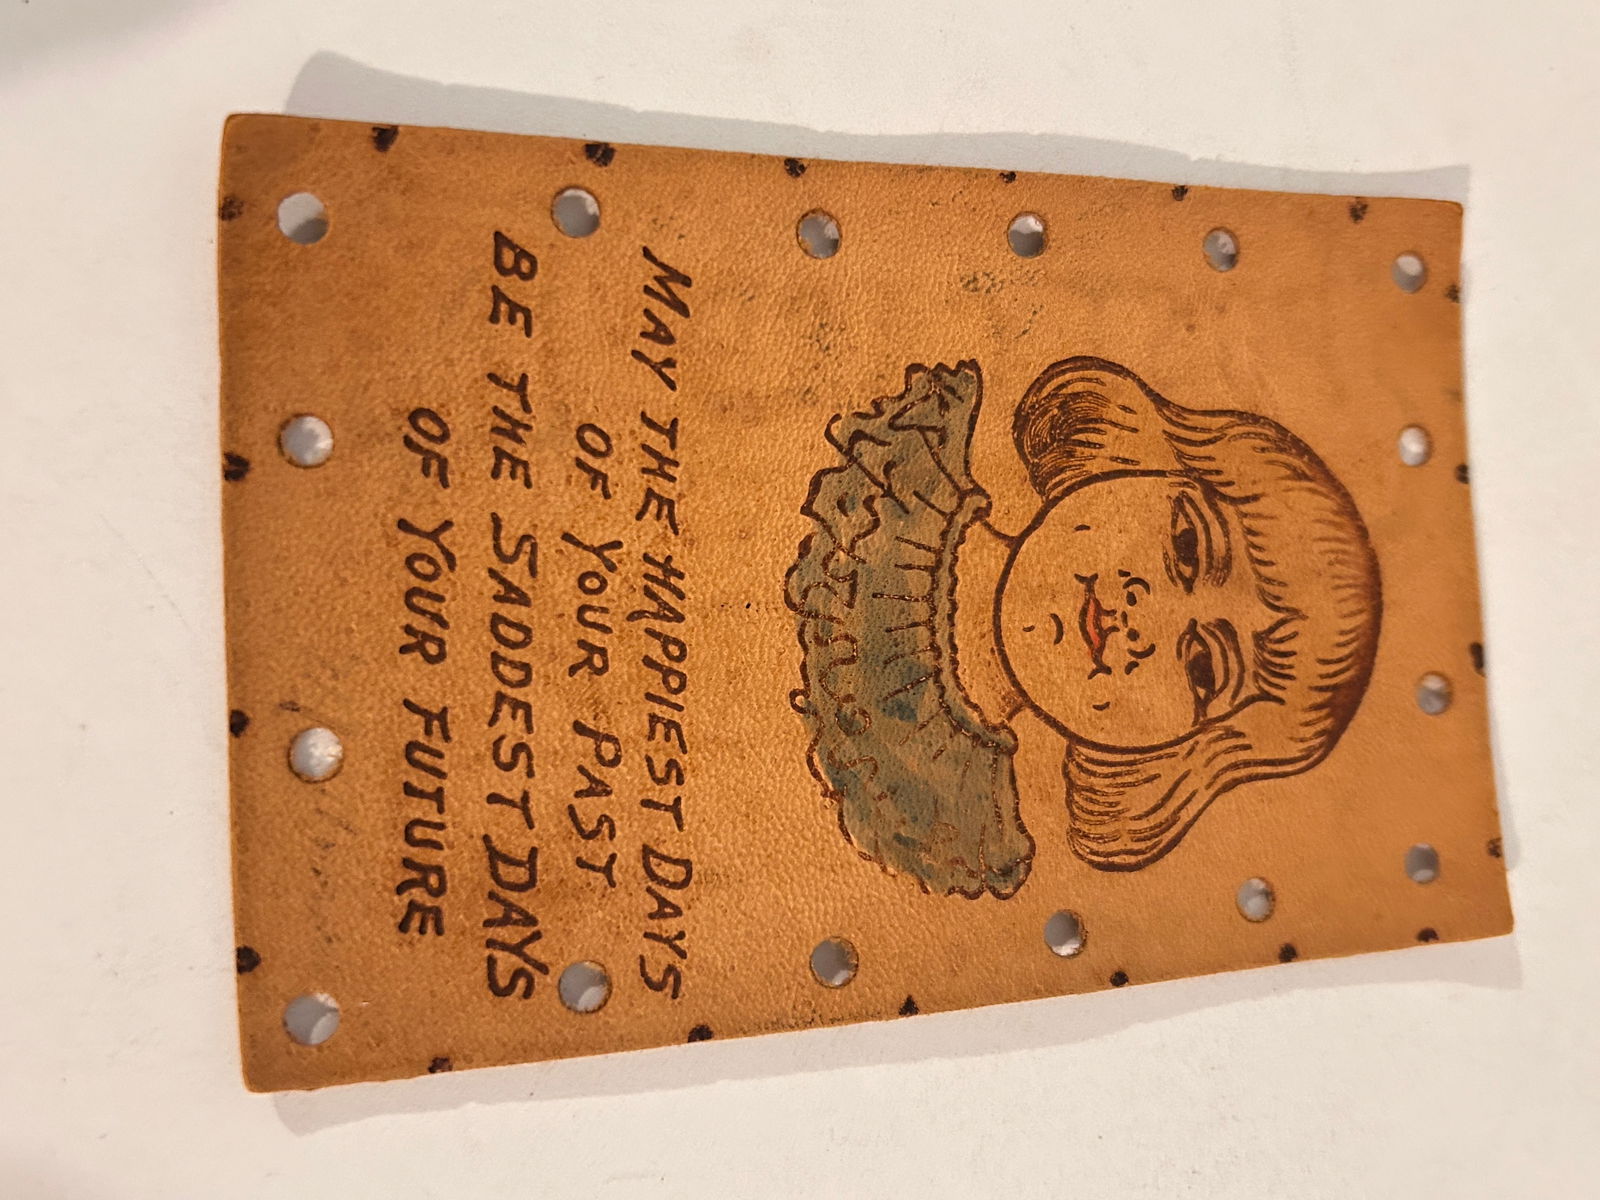 MAY THE HAPPIEST DAYS
OF YOUR PAST
BE THE SADDEST DAYS
OF YOUR FUTURE